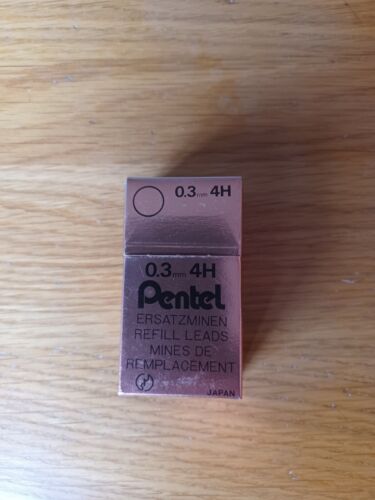 0.3mm 4H
0.3mm 4H
Pentel
ERSATZMINEN
REFILL LEADS
MINES DE
REMPLACEMENT
JAPAN